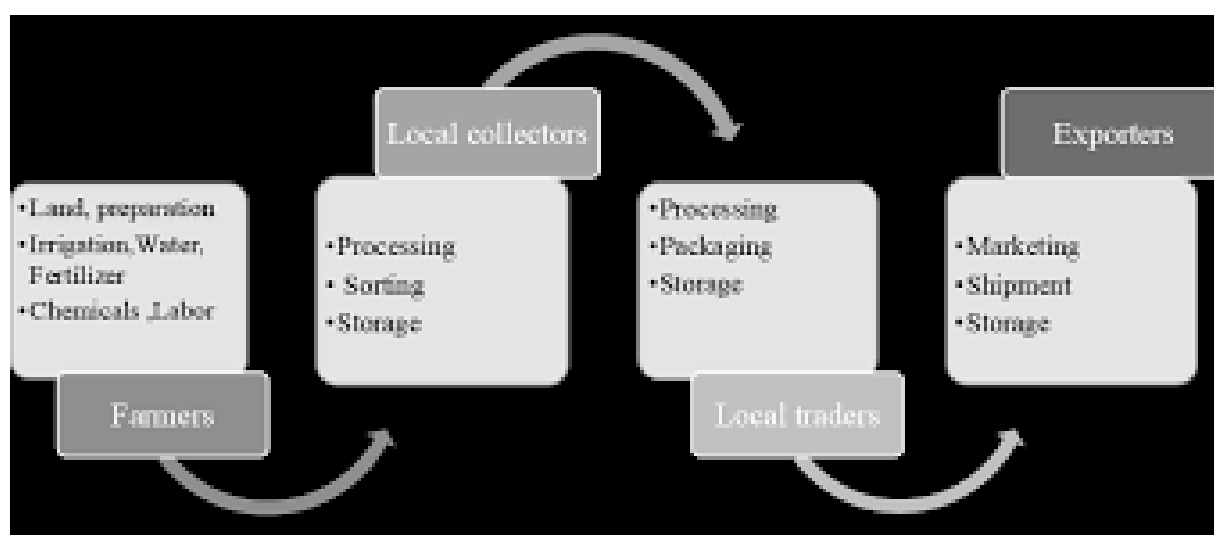 •Land, preparation
•Irrigation,Water,
Fertilizer
•Chemicals ,Labor
Farmers
Local collectors
•Processing
• Sorting
•Storage
•Processing
•Packaging
•Storage
Local traders
Exporters
•Marketing
•Shipment
•Storage